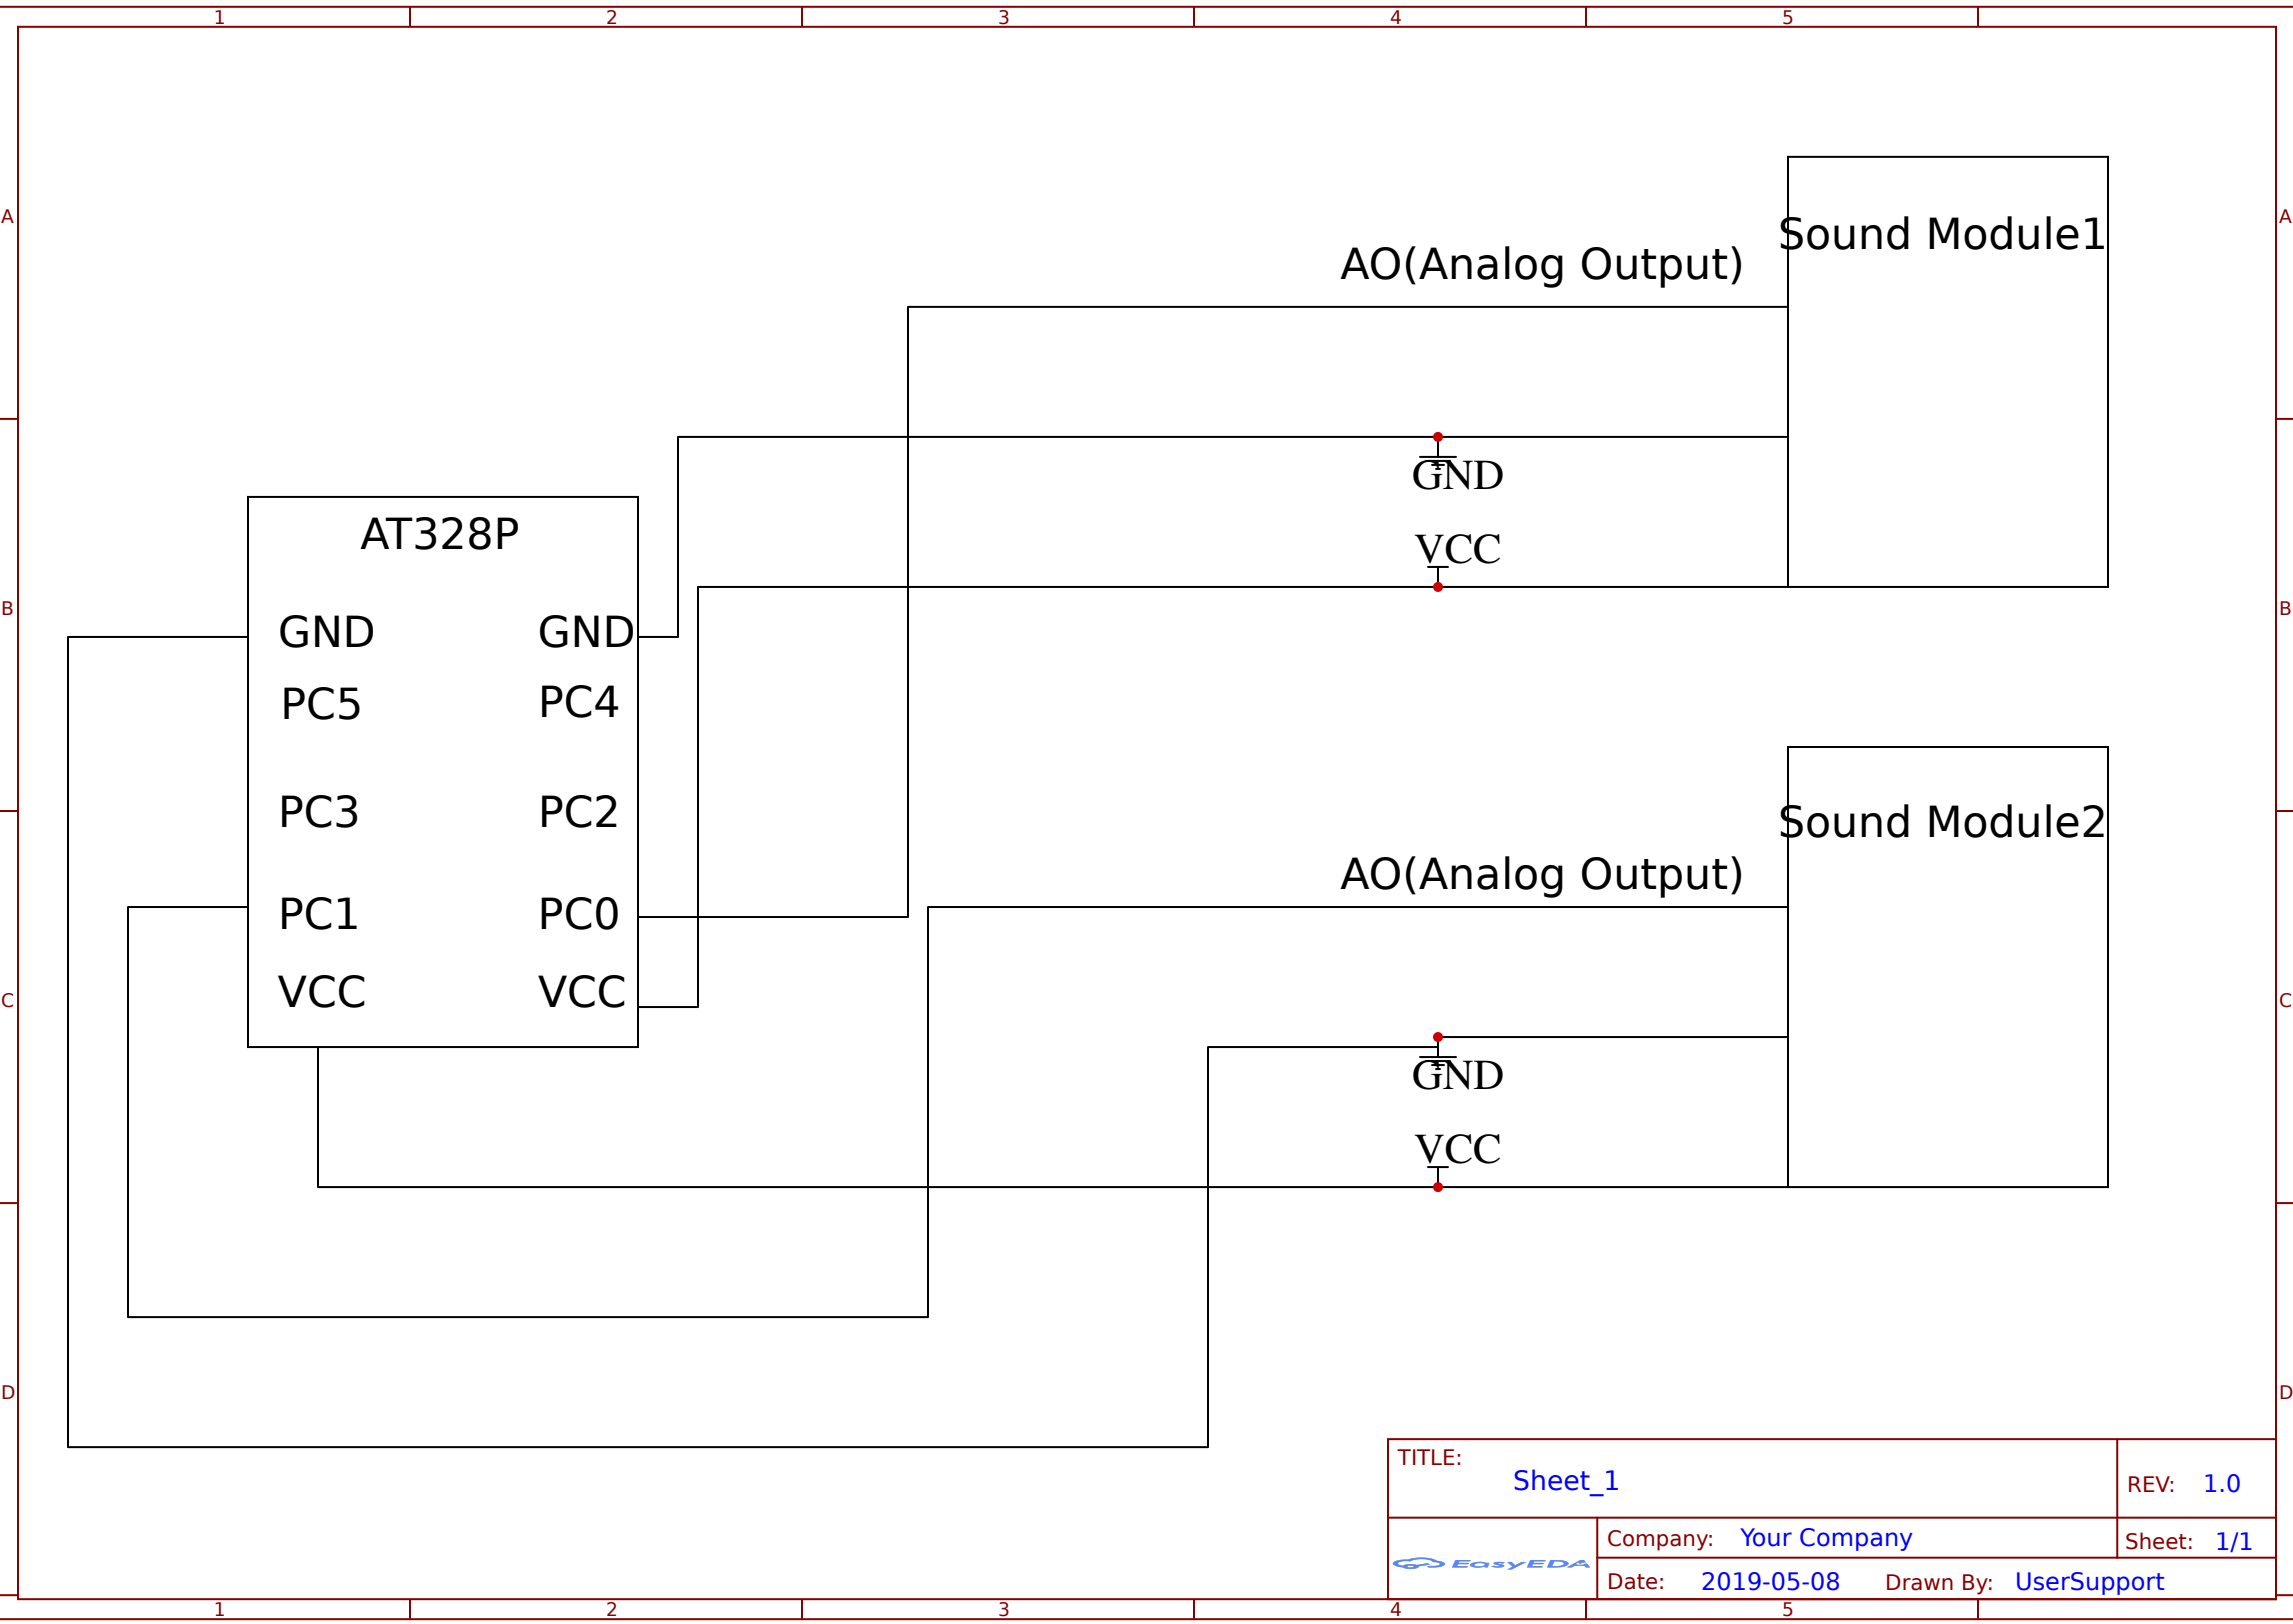 1 2 3 4 5
A A
Sound Module1
AO(Analog Output)
GND
AT328P
VCC
B B
GND GND
PC5 PC4
PC3 PC2
Sound Module2
AO(Analog Output)
PC1 PC0
VCC VCC
C C
GND
VCC
D D
TITLE:
Sheet_1
REV: 1.0
Company: Your Company
Sheet: 1/1
EasyEDA
Date: 2019-05-08 Drawn By: UserSupport
1 2 3 4 5